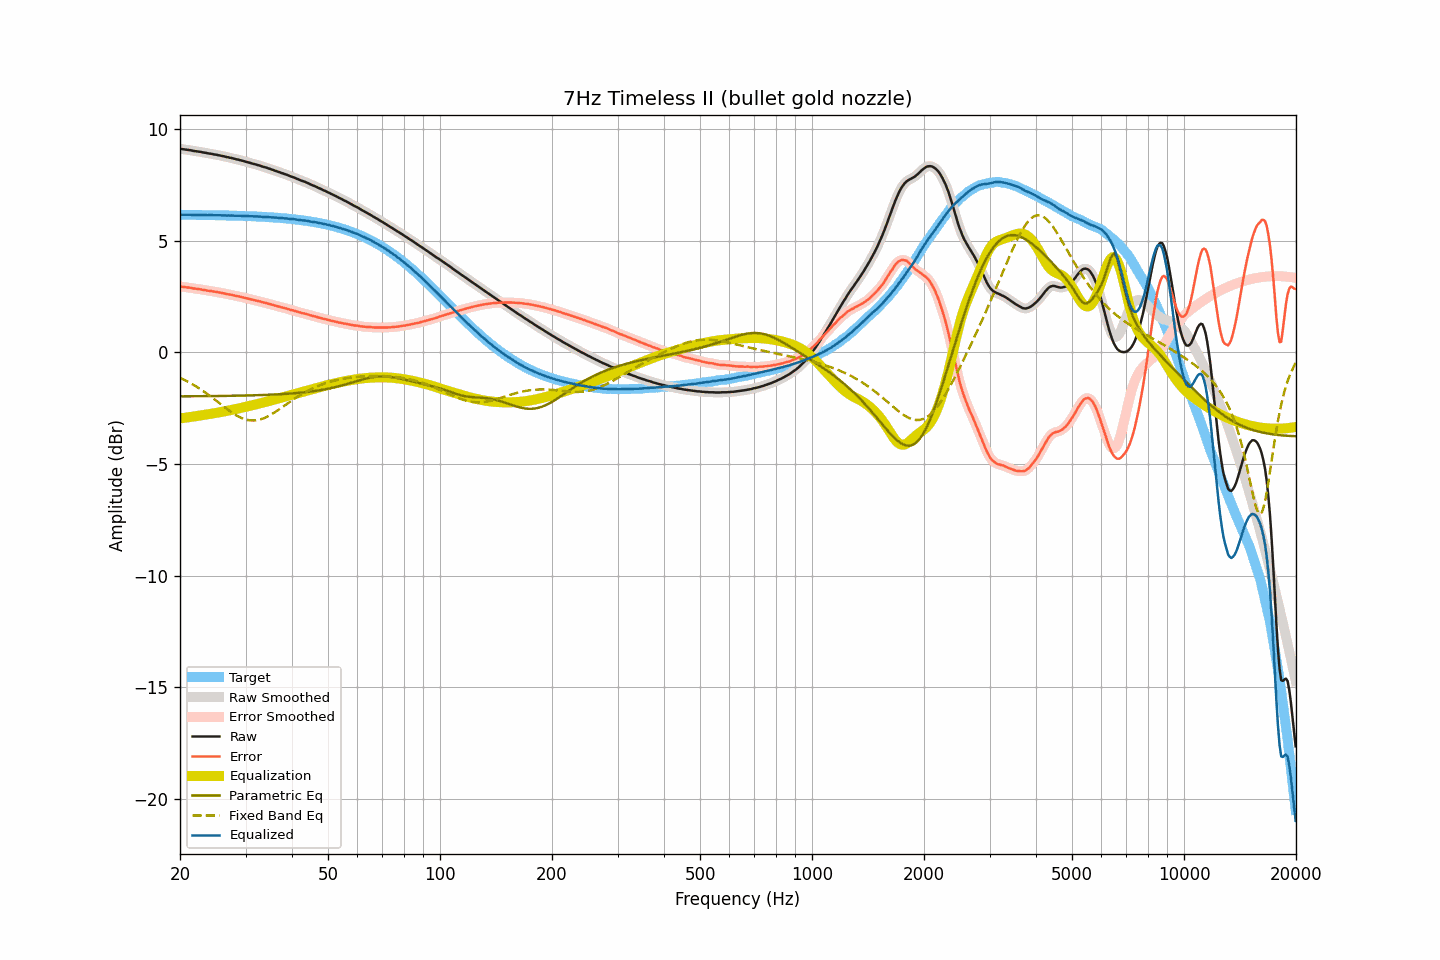 7Hz Timeless II (bullet gold nozzle)
10
5
0
−5
−10
−15
−20
Amplitude (dBr)
Target
Raw Smoothed
Error Smoothed
Raw
Error
Equalization
Parametric Eq
Fixed Band Eq
Equalized
20 50 100 200 500 1000 2000 5000 10000 20000
Frequency (Hz)